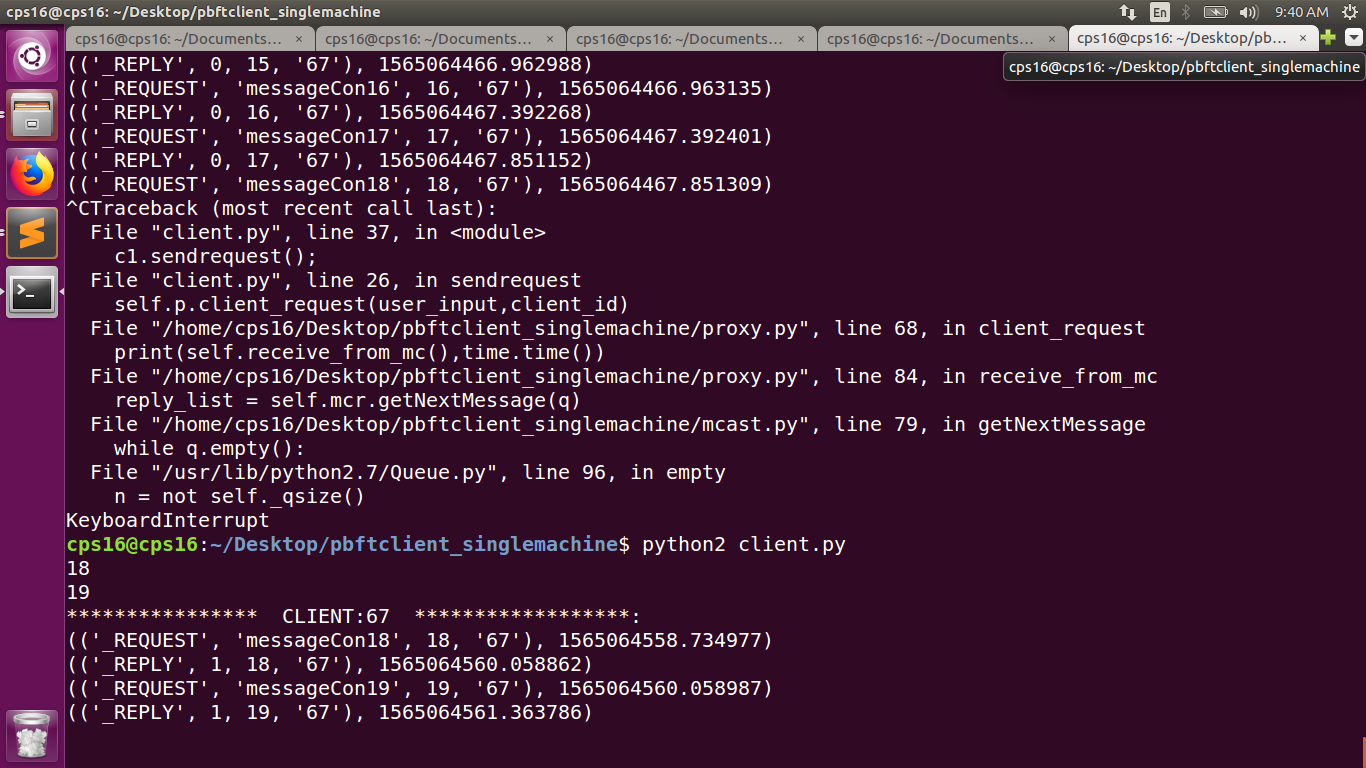 cps16@cps16: ~/Desktop/pbftclient_singlemachine
En
9:40 AM
cps16@cps16: ~/Documents... ×
cps16@cps16: ~/Documents... ×
cps16@cps16: ~/Documents... ×
cps16@cps16: ~/Documents... ×
cps16@cps16: ~/Desktop/pb... ×
cps16@cps16: ~/Desktop/pbftclient_singlemachine
(('_REPLY', 0, 15, '67'), 1565064466.962988)
(('_REQUEST', 'messageCon16', 16, '67'), 1565064466.963135)
(('_REPLY', 0, 16, '67'), 1565064467.392268)
(('_REQUEST', 'messageCon17', 17, '67'), 1565064467.392401)
(('_REPLY', 0, 17, '67'), 1565064467.851152)
(('_REQUEST', 'messageCon18', 18, '67'), 1565064467.851309)
^CTraceback (most recent call last):
  File "client.py", line 37, in <module>
    c1.sendrequest();
  File "client.py", line 26, in sendrequest
    self.p.client_request(user_input,client_id)
  File "/home/cps16/Desktop/pbftclient_singlemachine/proxy.py", line 68, in client_request
    print(self.receive_from_mc(),time.time())
  File "/home/cps16/Desktop/pbftclient_singlemachine/proxy.py", line 84, in receive_from_mc
    reply_list = self.mcr.getNextMessage(q)
  File "/home/cps16/Desktop/pbftclient_singlemachine/mcast.py", line 79, in getNextMessage
    while q.empty():
  File "/usr/lib/python2.7/Queue.py", line 96, in empty
    n = not self._qsize()
KeyboardInterrupt
cps16@cps16:~/Desktop/pbftclient_singlemachine$ python2 client.py
18
19
****************  CLIENT:67  ******************:
(('_REQUEST', 'messageCon18', 18, '67'), 1565064558.734977)
(('_REPLY', 1, 18, '67'), 1565064560.058862)
(('_REQUEST', 'messageCon19', 19, '67'), 1565064560.058987)
(('_REPLY', 1, 19, '67'), 1565064561.363786)